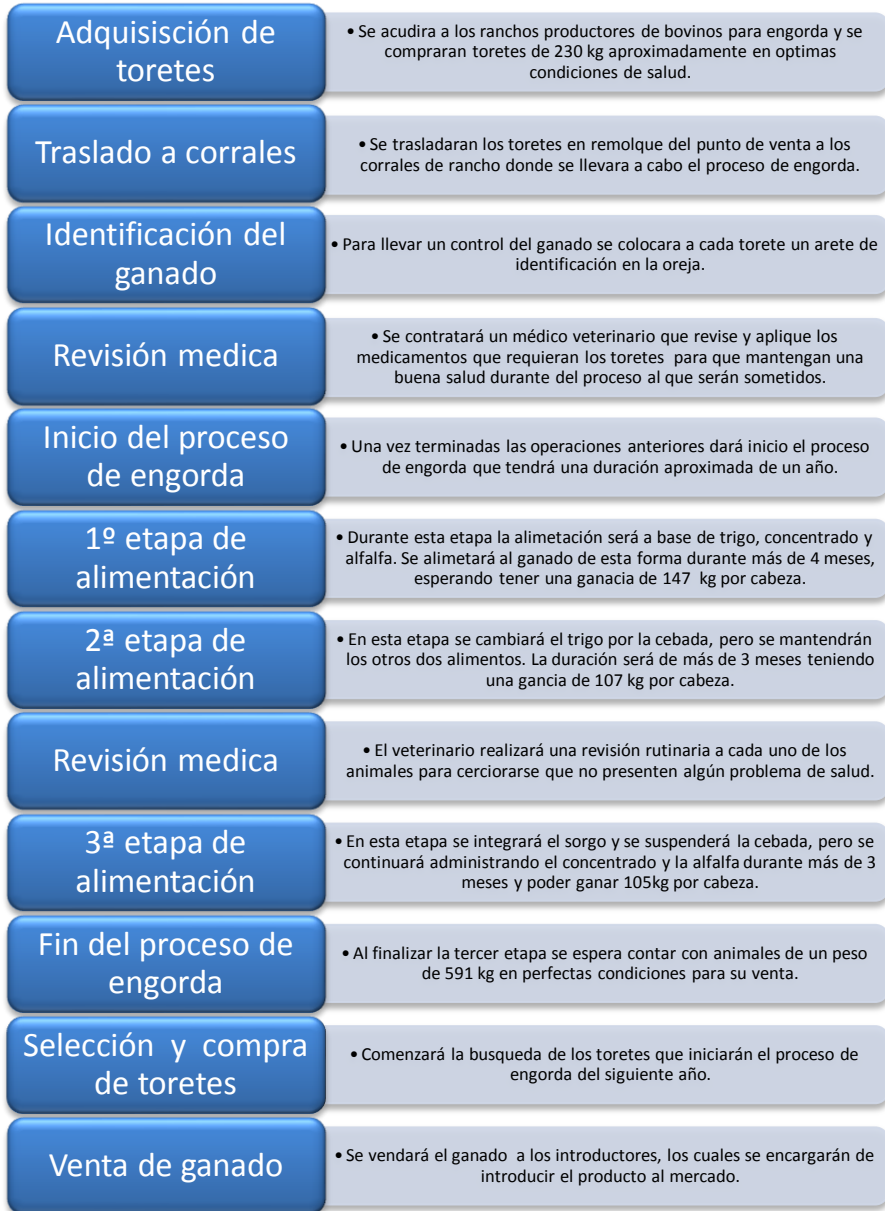 Adquisisción de
toretes
• Se acudira a los ranchos productores de bovinos para engorda y se
compraran toretes de 230 kg aproximadamente en optimas
condiciones de salud.
Traslado a corrales
• Se trasladaran los toretes en remolque del punto de venta a los
corrales de rancho donde se llevara a cabo el proceso de engorda.
Identificación del
ganado
• Para llevar un control del ganado se colocara a cada torete un arete de
identificación en la oreja.
Revisión medica
• Se contratará un médico veterinario que revise y aplique los
medicamentos que requieran los toretes para que mantengan una
buena salud durante del proceso al que serán sometidos.
Inicio del proceso
de engorda
• Una vez terminadas las operaciones anteriores dará inicio el proceso
de engorda que tendrá una duración aproximada de un año.
1º etapa de
alimentación
• Durante esta etapa la alimetación será a base de trigo, concentrado y
alfalfa. Se alimetará al ganado de esta forma durante más de 4 meses,
esperando tener una ganacia de 147 kg por cabeza.
2ª etapa de
alimentación
• En esta etapa se cambiará el trigo por la cebada, pero se mantendrán
los otros dos alimentos. La duración será de más de 3 meses teniendo
una gancia de 107 kg por cabeza.
Revisión medica
• El veterinario realizará una revisión rutinaria a cada uno de los
animales para cerciorarse que no presenten algún problema de salud.
3ª etapa de
alimentación
• En esta etapa se integrará el sorgo y se suspenderá la cebada, pero se
continuará administrando el concentrado y la alfalfa durante más de 3
meses y poder ganar 105kg por cabeza.
Fin del proceso de
engorda
• Al finalizar la tercer etapa se espera contar con animales de un peso
de 591 kg en perfectas condiciones para su venta.
Selección y compra
de toretes
• Comenzará la busqueda de los toretes que iniciarán el proceso de
engorda del siguiente año.
Venta de ganado
• Se vendará el ganado a los introductores, los cuales se encargarán de
introducir el producto al mercado.